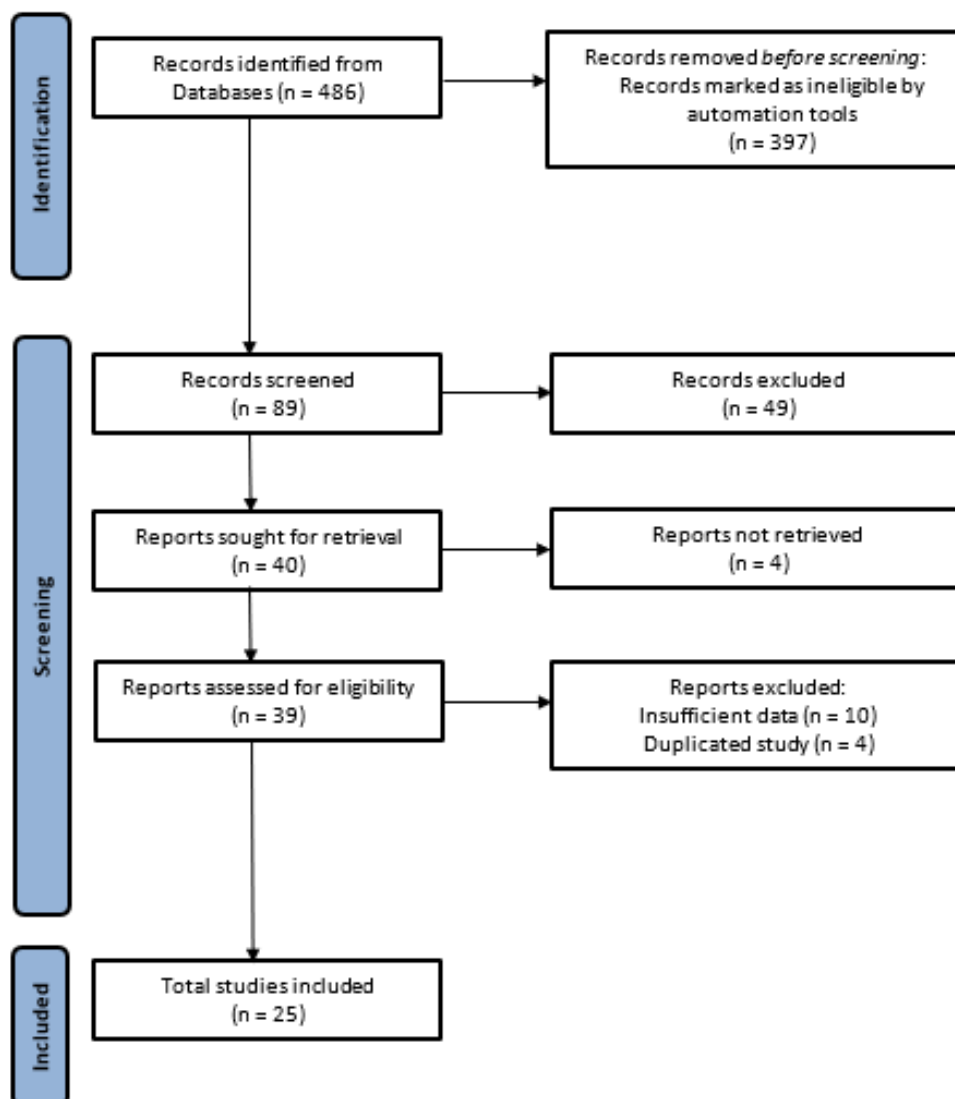 Identification
Records identified from
Databases (n = 486)
Records removed before screening:
Records marked as ineligible by
automation tools
(n = 397)
Screening
Records screened
(n = 89)
Records excluded
(n = 49)
Reports sought for retrieval
(n = 40)
Reports not retrieved
(n = 4)
Reports assessed for eligibility
(n = 39)
Reports excluded:
Insufficient data (n = 10)
Duplicated study (n = 4)
Included
Total studies included
(n = 25)